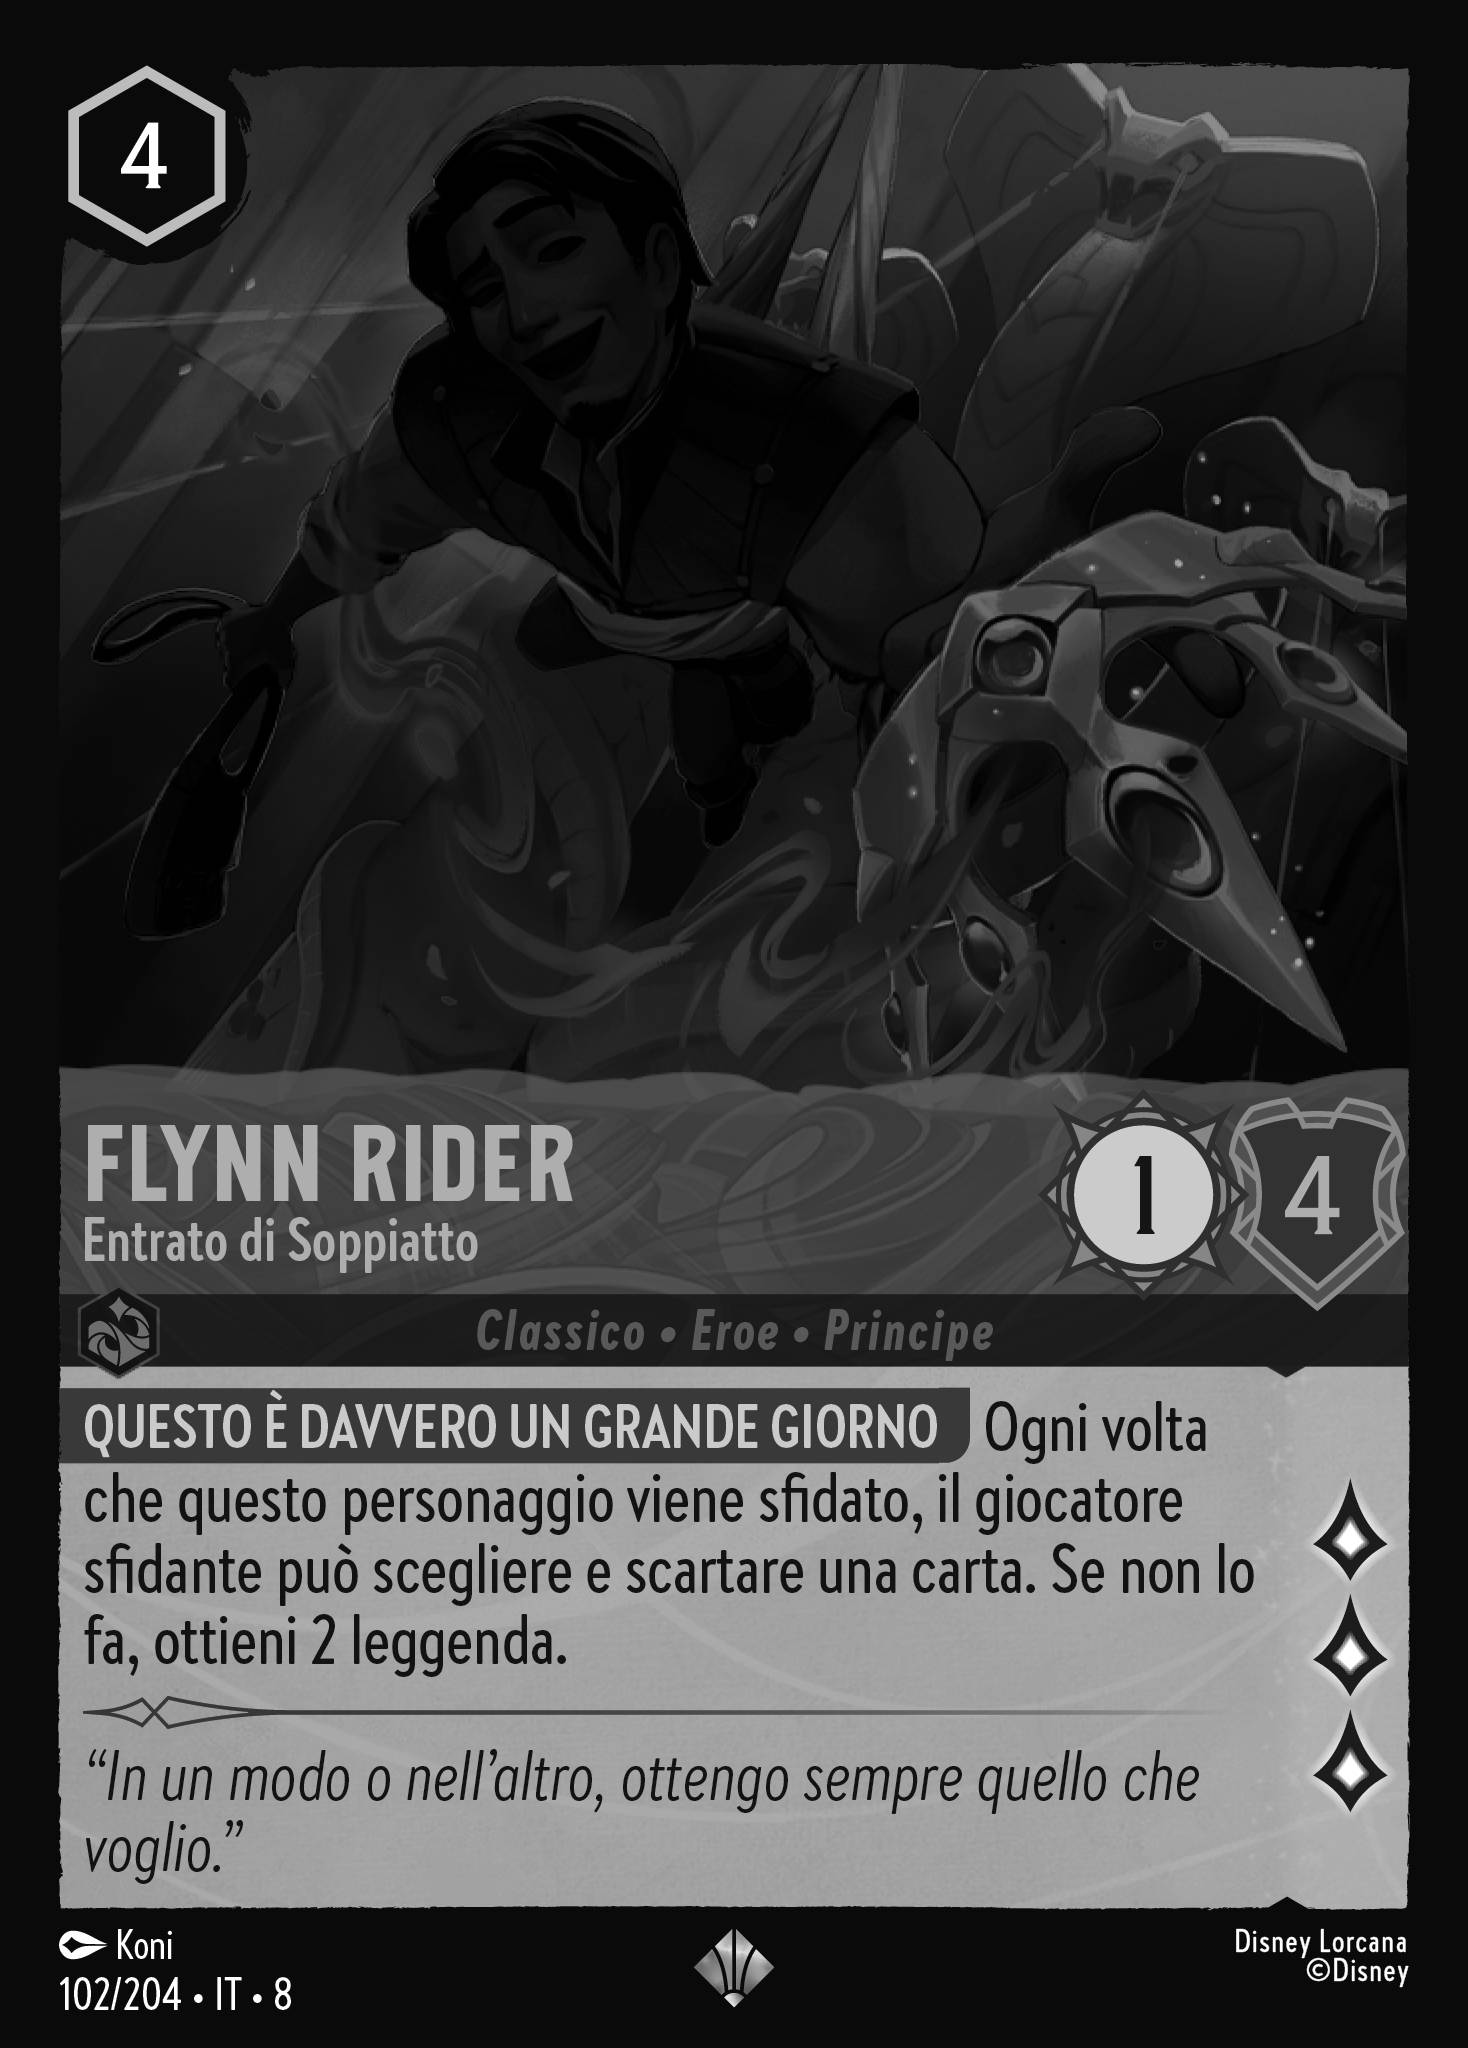 4
FLYNN RIDER
Entrato di Soppiatto
1 4
Classico • Eroe • Principe
QUESTO È DAVVERO UN GRANDE GIORNO Ogni volta
che questo personaggio viene sfidato, il giocatore
sfidante può scegliere e scartare una carta. Se non lo
fa, ottieni 2 leggenda.
“In un modo o nell’altro, ottengo sempre quello che
voglio.”
Koni
102/204 • IT • 8
Disney Lorcana
©Disney